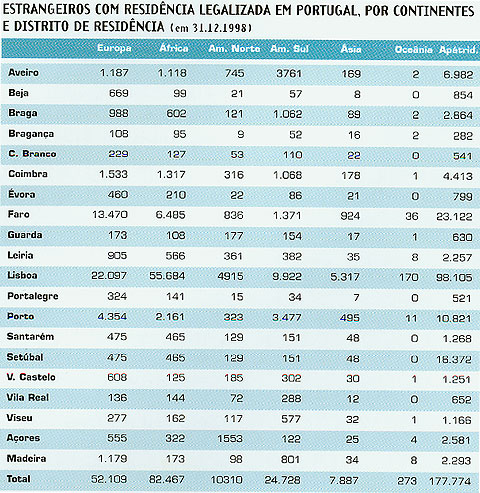 ESTRANGEIROS COM RESIDÊNCIA LEGALIZADA EM PORTUGAL, POR CONTINENTES
E DISTRITO DE RESIDÊNCIA (em 31.12.1998)
Europa África Am. Norte Am. Sul Ásia Oceânia Apátrid.
Aveiro 1.187 1.118 745 3761 169 2 6.982
Beja 669 99 21 57 8 0 854
Braga 988 602 121 1.062 89 2 2.864
Bragança 108 95 9 52 16 2 282
C. Branco 229 127 53 110 22 0 541
Coimbra 1.533 1.317 316 1.068 178 1 4.413
Évora 460 210 22 86 21 0 799
Faro 13.470 6.485 836 1.371 924 36 23.122
Guarda 173 108 177 154 17 1 630
Leiria 905 566 361 382 35 8 2.257
Lisboa 22.097 55.684 4915 9.922 5.317 170 98.105
Portalegre 324 141 15 34 7 0 521
Porto 4.354 2.161 323 3.477 495 11 10.821
Santarém 475 465 129 151 48 0 1.268
Setúbal 475 465 129 151 48 0 16.372
V. Castelo 608 125 185 302 30 1 1.251
Vila Real 136 144 72 288 12 0 652
Viseu 277 162 117 577 32 1 1.166
Açores 555 322 1553 122 25 4 2.581
Madeira 1.179 173 98 801 34 8 2.293
Total 52.109 82.467 10310 24.728 7.887 273 177.774